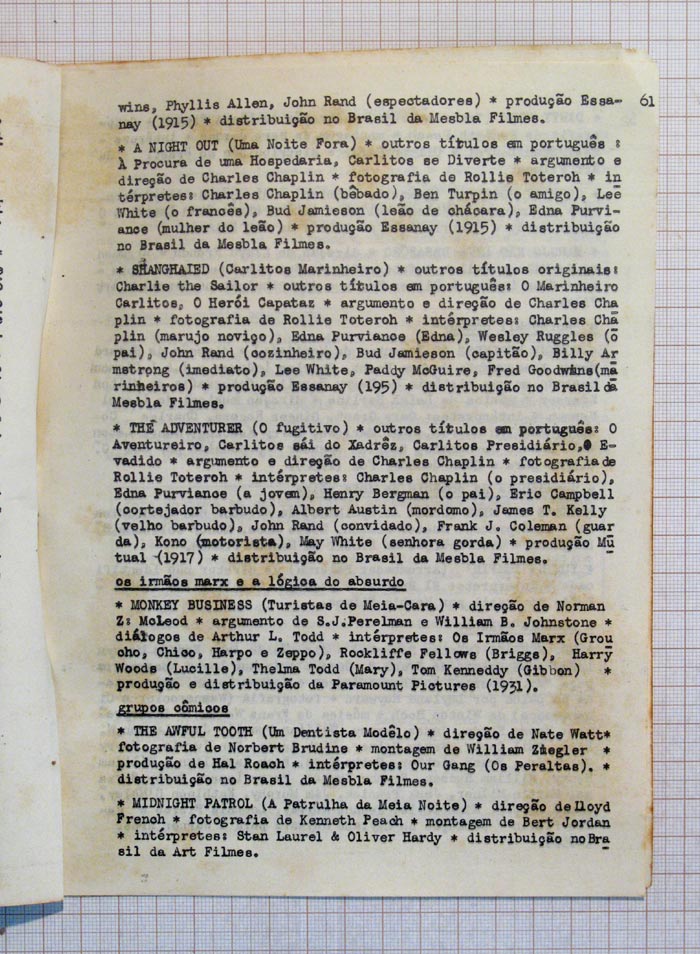 wins, Phyllis Allen, John Rand (espectadores) * produção Essa- 61
nay (1915) * distribuição no Brasil da Mesbla Filmes.
* A NIGHT OUT (Uma Noite Fora) * outros títulos em português :
À Procura de uma Hospedaria, Carlitos se Diverte * argumento e
direção de Charles Chaplin * fotografia de Rollie Toteroh * in
térpretes: Charles Chaplin (bêbado), Ben Turpin (o amigo), Lee
White (o francês), Bud Jamieson (leão de chácara), Edna Purvi-
ance (mulher do leão) * produção Essanay (1915) * distribuição
no Brasil da Mesbla Filmes.
* SHANGHAIED (Carlitos Marinheiro) * outros títulos originais:
Charlie the Sailor * outros títulos em português: O Marinheiro
Carlitos, O Herói Capataz * argumento e direção de Charles Cha
plin * fotografia de Rollie Toteroh * intérpretes: Charles Cha
plin (marujo noviço), Edna Purviance (Edna), Wesley Ruggles (o
pai), John Rand (cozinheiro), Bud Jamieson (capitão), Billy Ar
mstrong (imediato), Lee White, Paddy McGuire, Fred Goodwins(ma
rinheiros) * produção Essanay (195) * distribuição no Brasil da
Mesbla Filmes.
* THE ADVENTURER (O fugitivo) * outros títulos em português: O
Aventureiro, Carlitos sái do Xadrêz, Carlitos Presidiário,O E-
vadido * argumento e direção de Charles Chaplin * fotografia de
Rollie Toteroh * intérpretes: Charles Chaplin (o presidiário),
Edna Purviance (a jovem), Henry Bergman (o pai), Eric Campbell
(cortejador barbudo), Albert Austin (mordomo), James T. Kelly
(velho barbudo), John Rand (convidado), Frank J. Coleman (guar
da), Kono (motorista), May White (senhora gorda) * produção Mu
tual -(1917) * distribuição no Brasil da Mesbla Filmes.
os irmãos marx e a lógica do absurdo
* MONKEY BUSINESS (Turistas de Meia-Cara) * direção de Norman
Z: McLeod * argumento de S.J.Perelman e William B. Johnstone *
diálogos de Arthur L. Todd * intérpretes: Os Irmãos Marx (Grou
cho, Chico, Harpo e Zeppo), Rockliffe Fellows (Briggs), Harry
Woods (Lucille), Thelma Todd (Mary), Tom Kenneddy (Gibbon) *
produção e distribuição da Paramount Pictures (1931).
grupos cômicos
* THE AWFUL TOOTH (Um Dentista Modêlo) * direção de Nate Watt*
fotografia de Norbert Brudine * montagem de William Ziegler *
produção de Hal Roach * intérpretes: Our Gang (Os Peraltas). *
distribuição no Brasil da Mesbla Filmes.
* MIDNIGHT PATROL (A Patrulha da Meia Noite) * direção de Lloyd
French * fotografia de Kenneth Peach * montagem de Bert Jordan
* intérpretes: Stan Laurel & Oliver Hardy * distribuição no Bra
sil da Art Filmes.